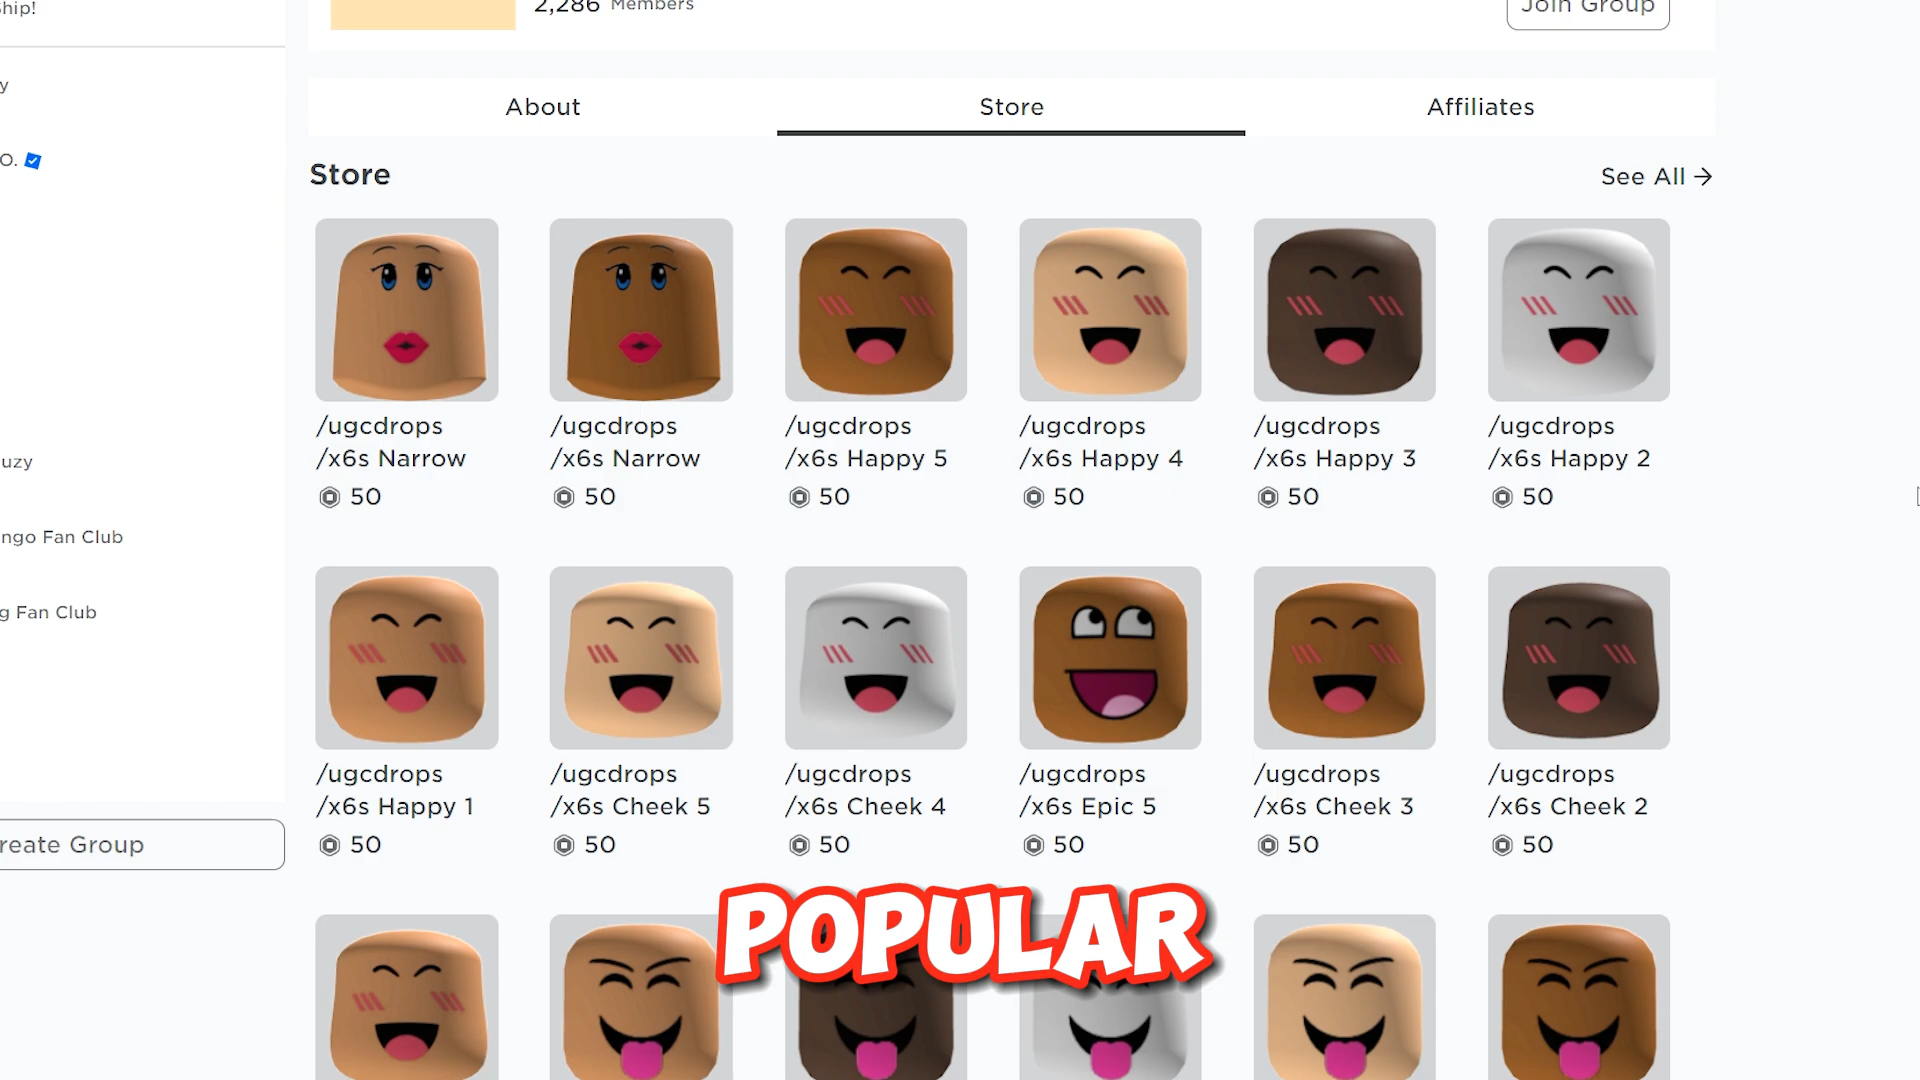 2,286 Members
Join Group
About
Store
Affiliates
Store
See All
/ugcdrops
/x6s Narrow
50
/ugcdrops
/x6s Narrow
50
/ugcdrops
/x6s Happy 5
50
/ugcdrops
/x6s Happy 4
50
/ugcdrops
/x6s Happy 3
50
/ugcdrops
/x6s Happy 2
50
/ugcdrops
/x6s Happy 1
50
/ugcdrops
/x6s Cheek 5
50
/ugcdrops
/x6s Cheek 4
50
/ugcdrops
/x6s Epic 5
50
/ugcdrops
/x6s Cheek 3
50
/ugcdrops
/x6s Cheek 2
50
hip!
y
O.
uzy
ngo Fan Club
g Fan Club
reate Group
POPULAR